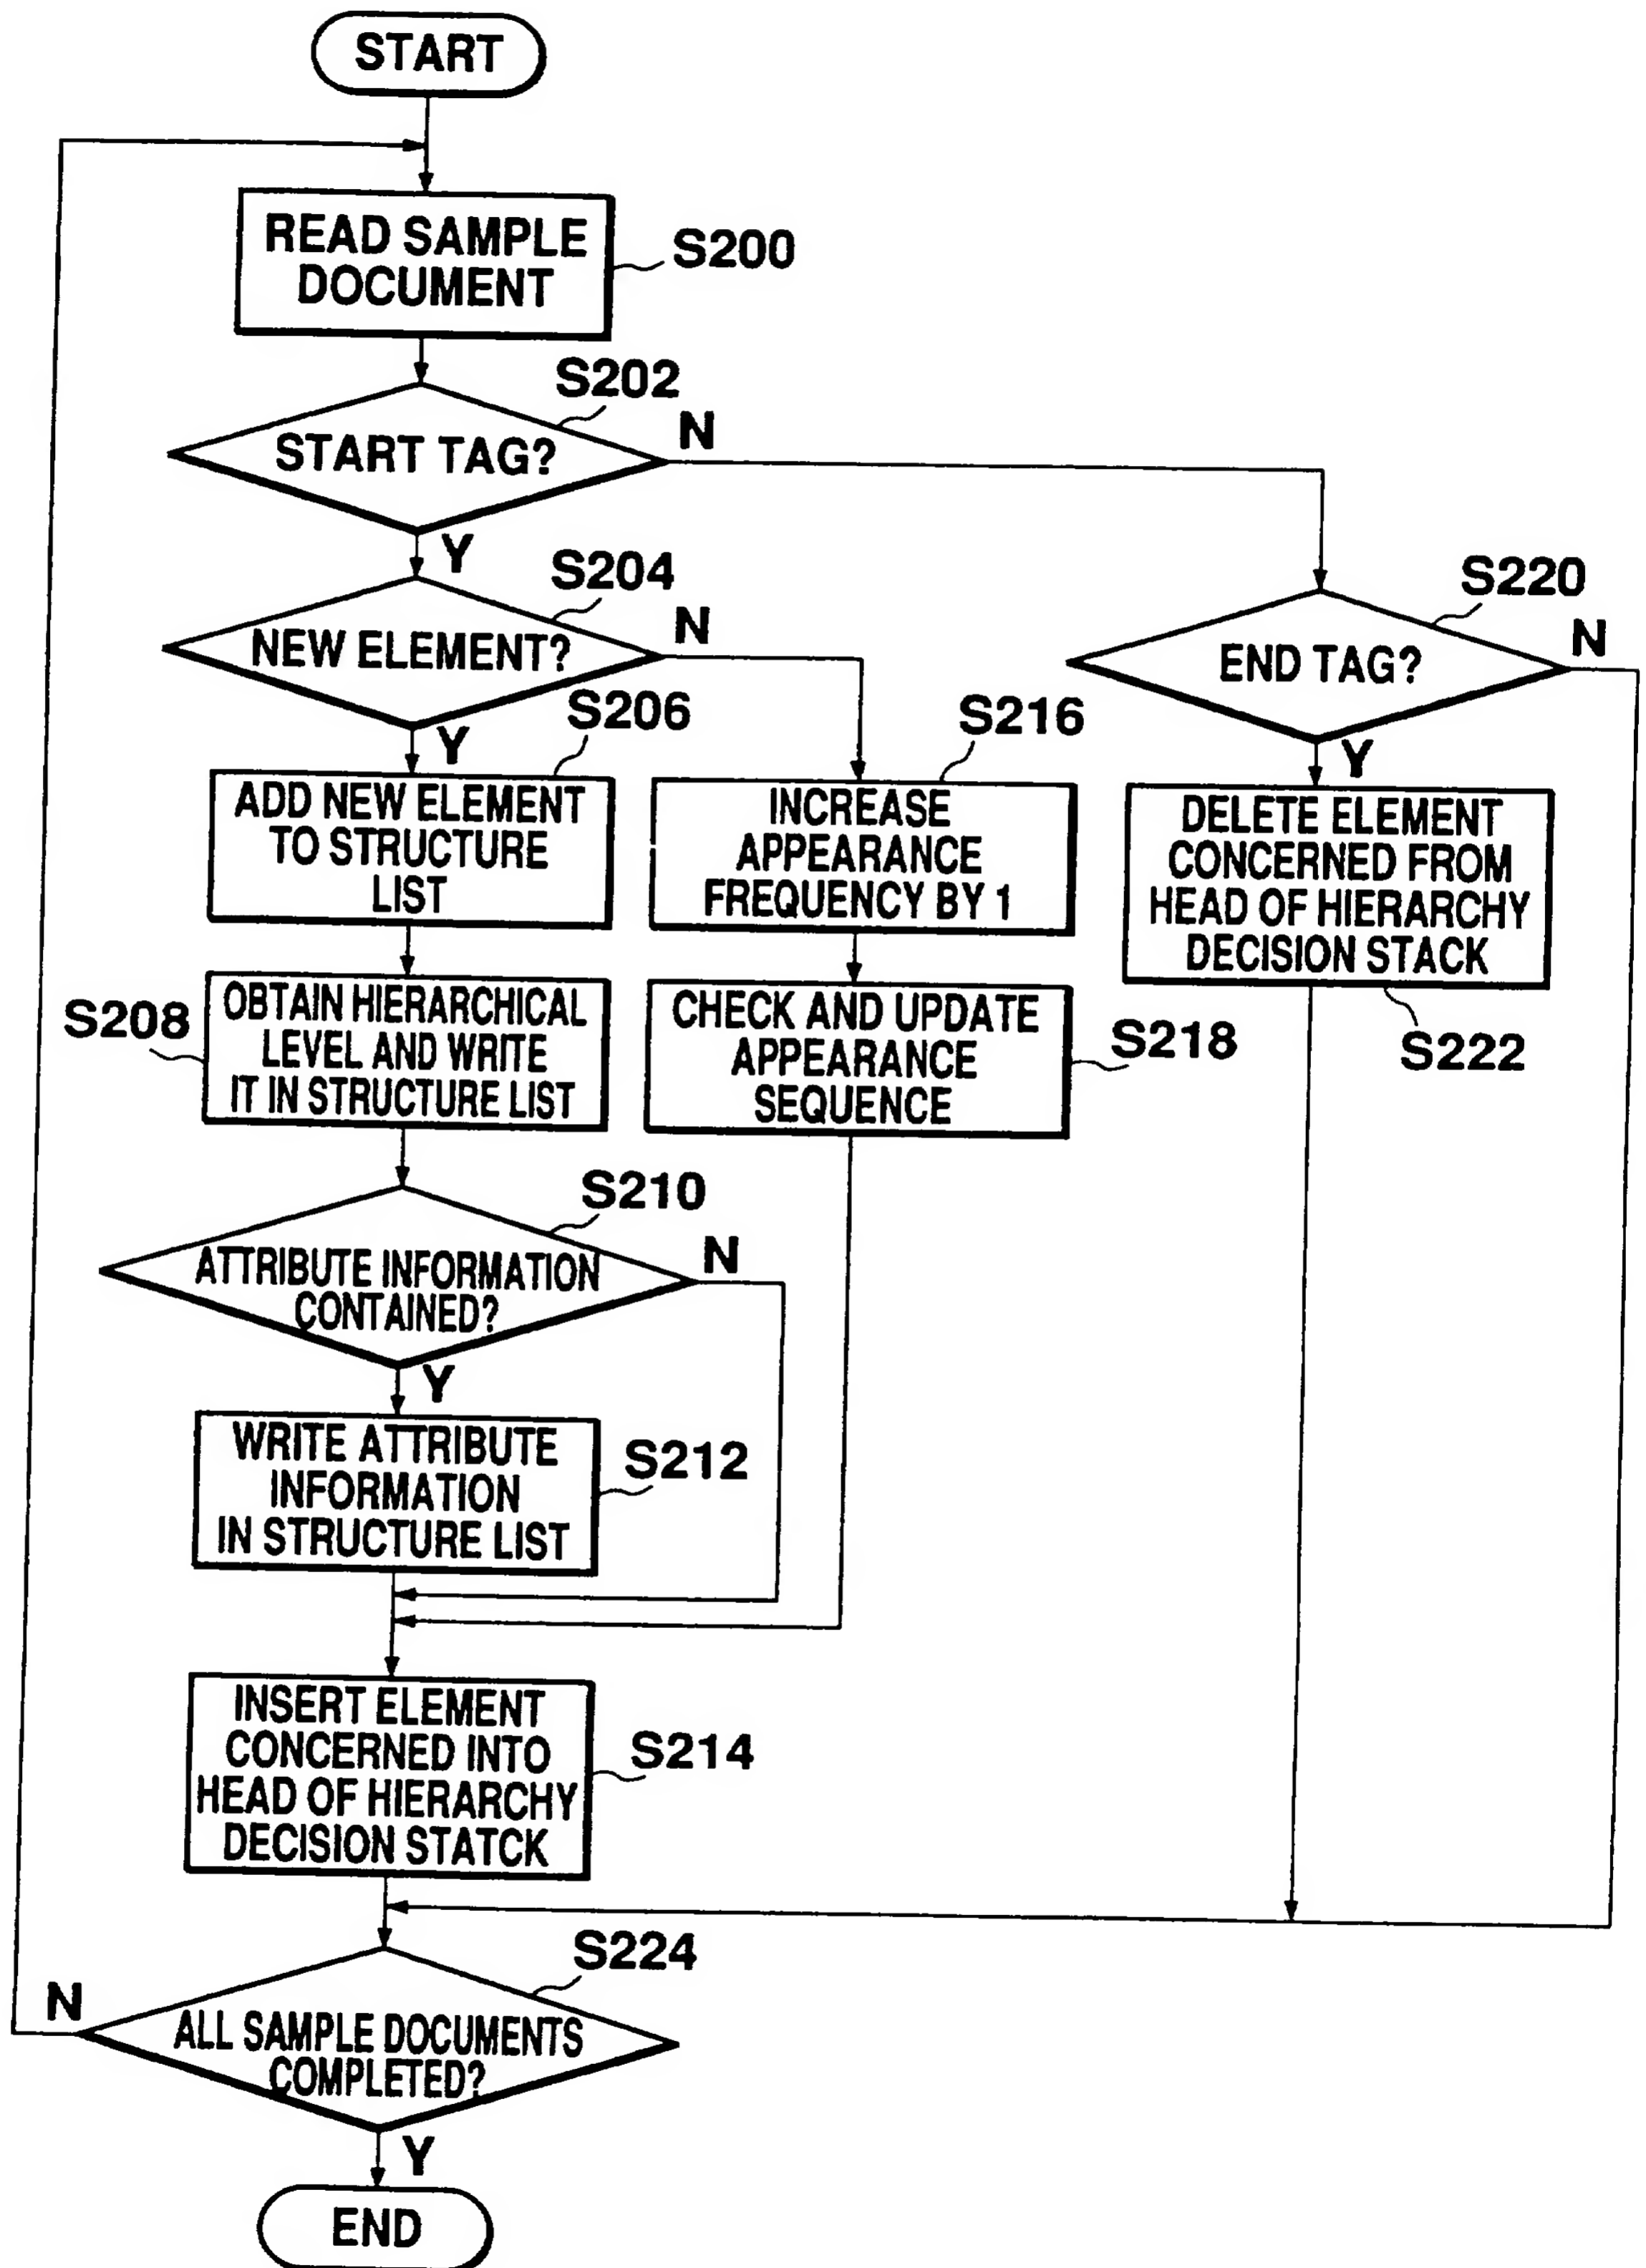 START
READ SAMPLE
DOCUMENT
S200
S202
START TAG?
N
Y
S204
NEW ELEMENT?
N
Y
S206
ADD NEW ELEMENT
TO STRUCTURE
LIST
S208
OBTAIN HIERARCHICAL
LEVEL AND WRITE
IT IN STRUCTURE LIST
S210
ATTRIBUTE INFORMATION
CONTAINED?
N
Y
WRITE ATTRIBUTE
INFORMATION
IN STRUCTURE LIST
S212
INSERT ELEMENT
CONCERNED INTO
HEAD OF HIERARCHY
DECISION STATCK
S214
S216
INCREASE
APPEARANCE
FREQUENCY BY 1
CHECK AND UPDATE
APPEARANCE
SEQUENCE
S218
S220
END TAG?
N
Y
DELETE ELEMENT
CONCERNED FROM
HEAD OF HIERARCHY
DECISION STACK
S222
S224
ALL SAMPLE DOCUMENTS
COMPLETED?
N
Y
END